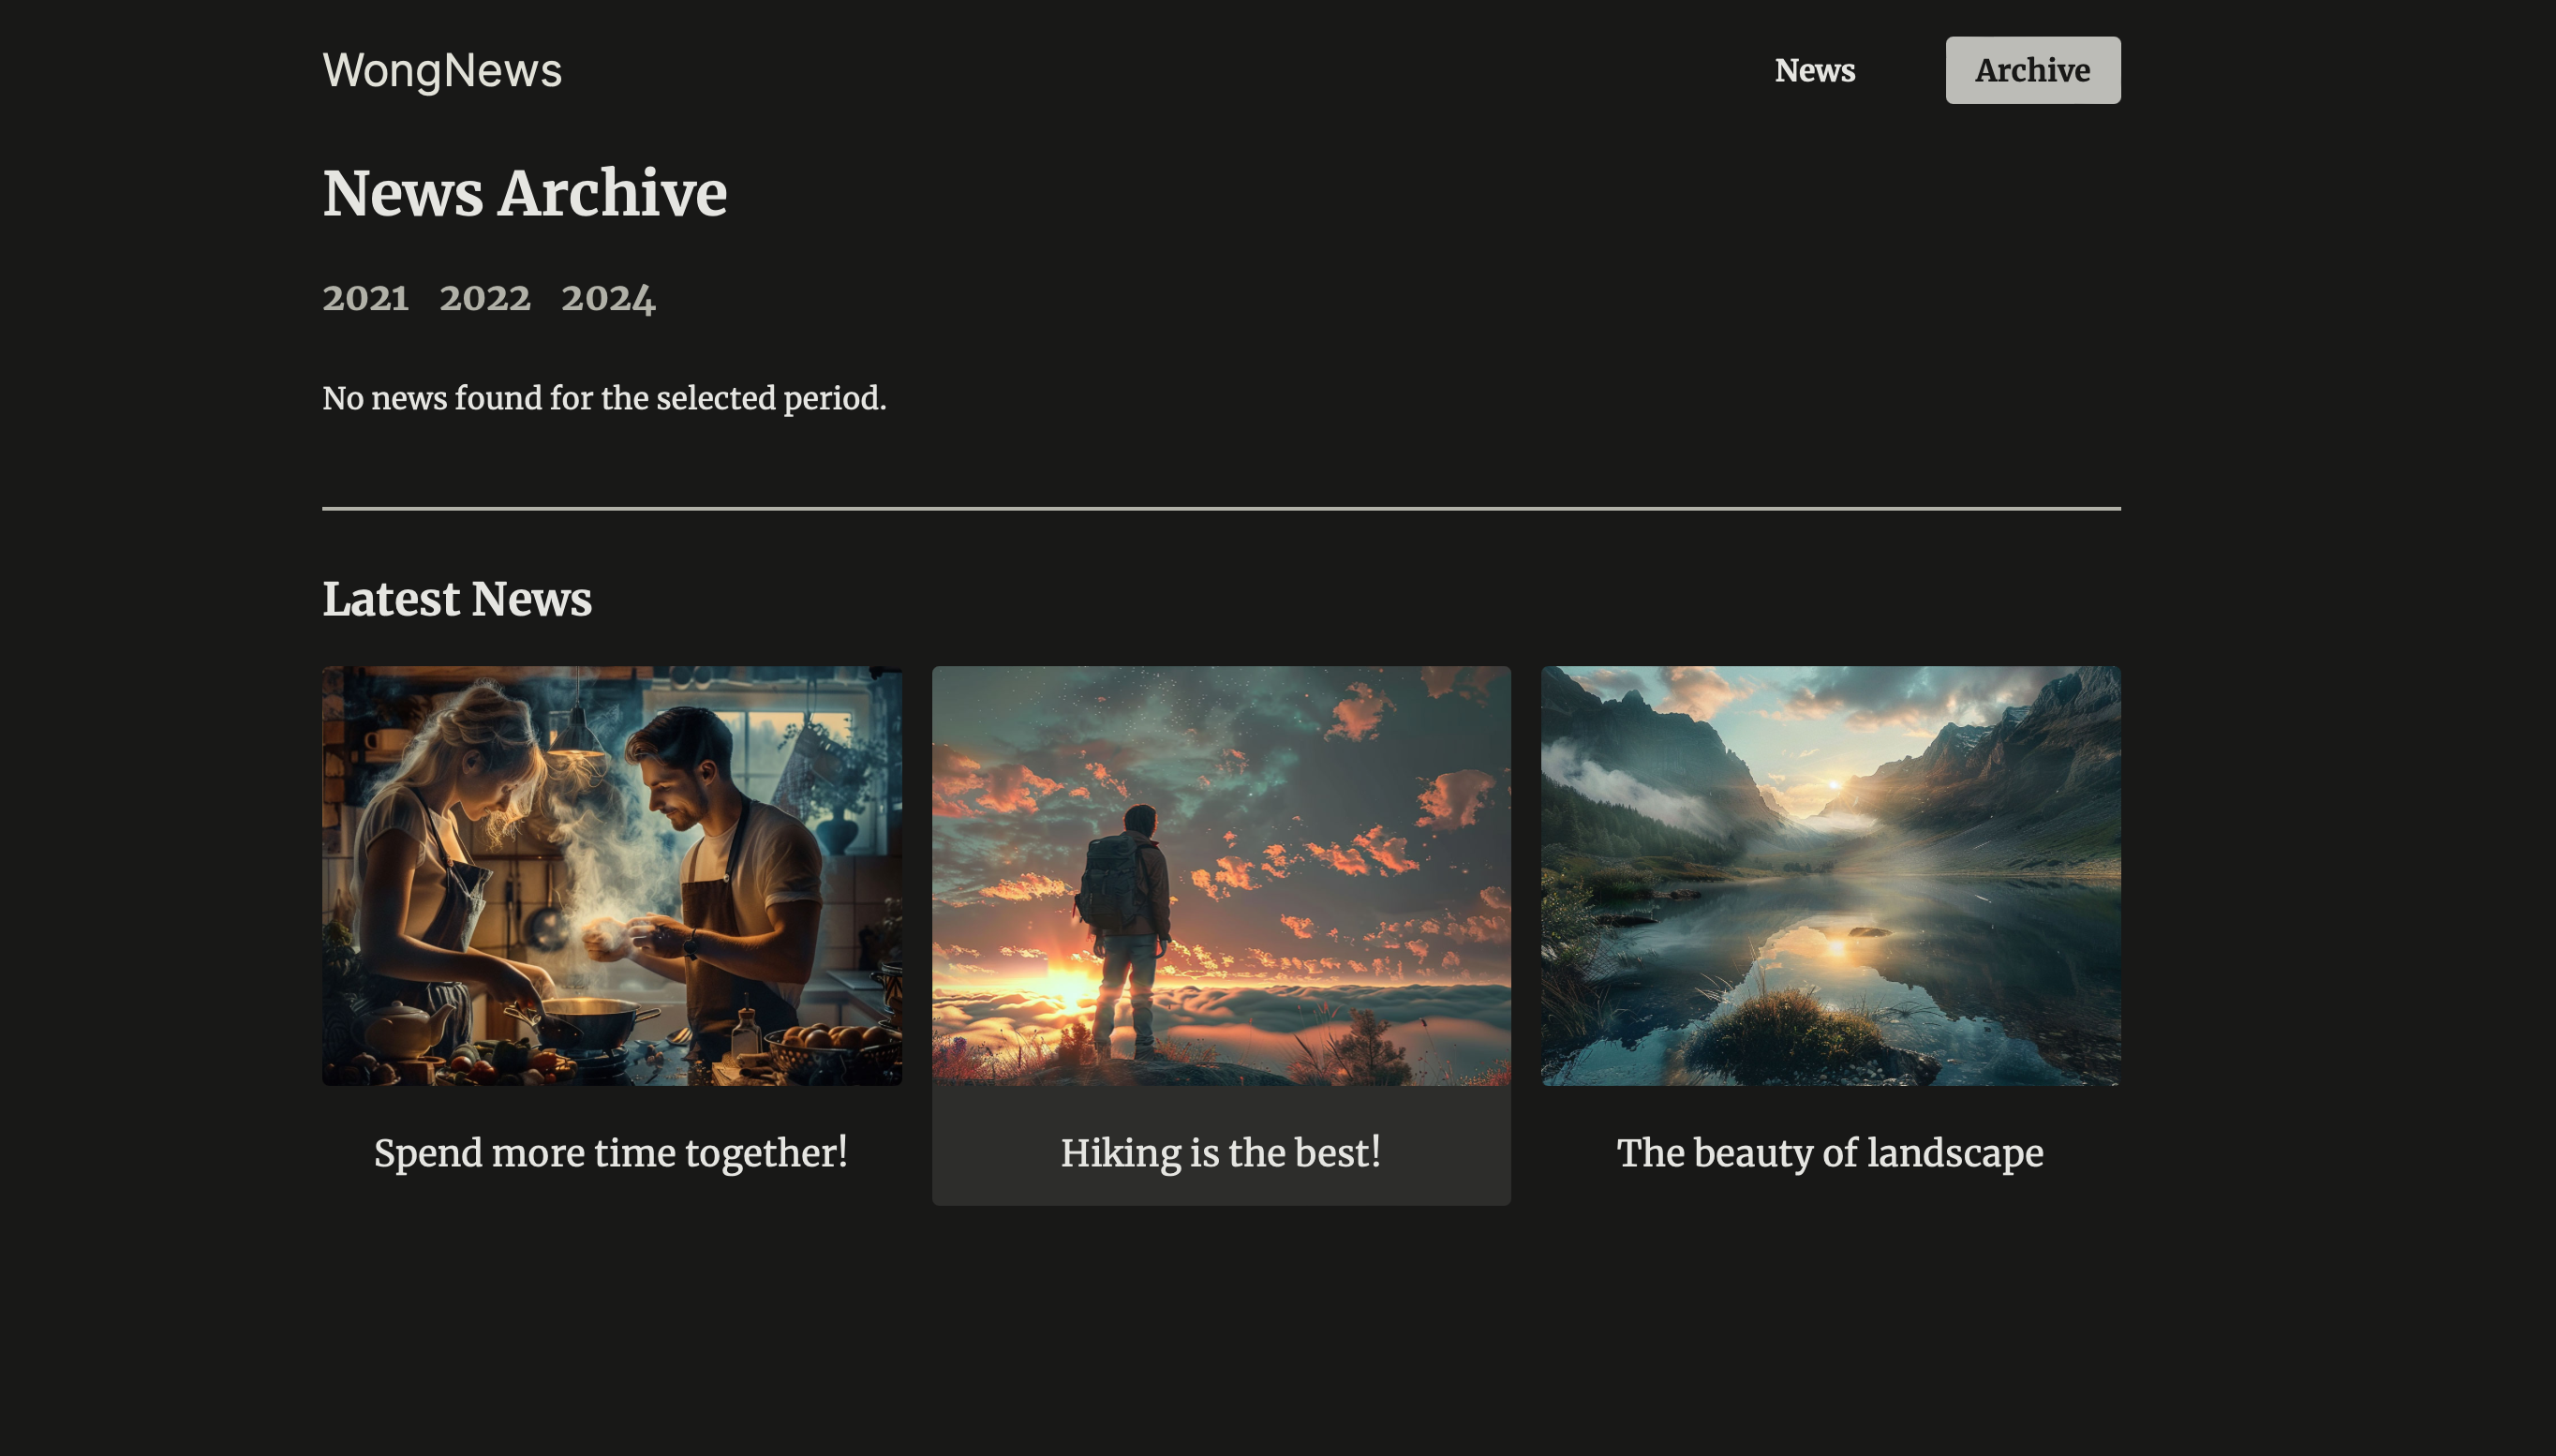 WongNews
News
Archive
News Archive
2021 2022 2024
No news found for the selected period.
Latest News
Spend more time together!
Hiking is the best!
The beauty of landscape